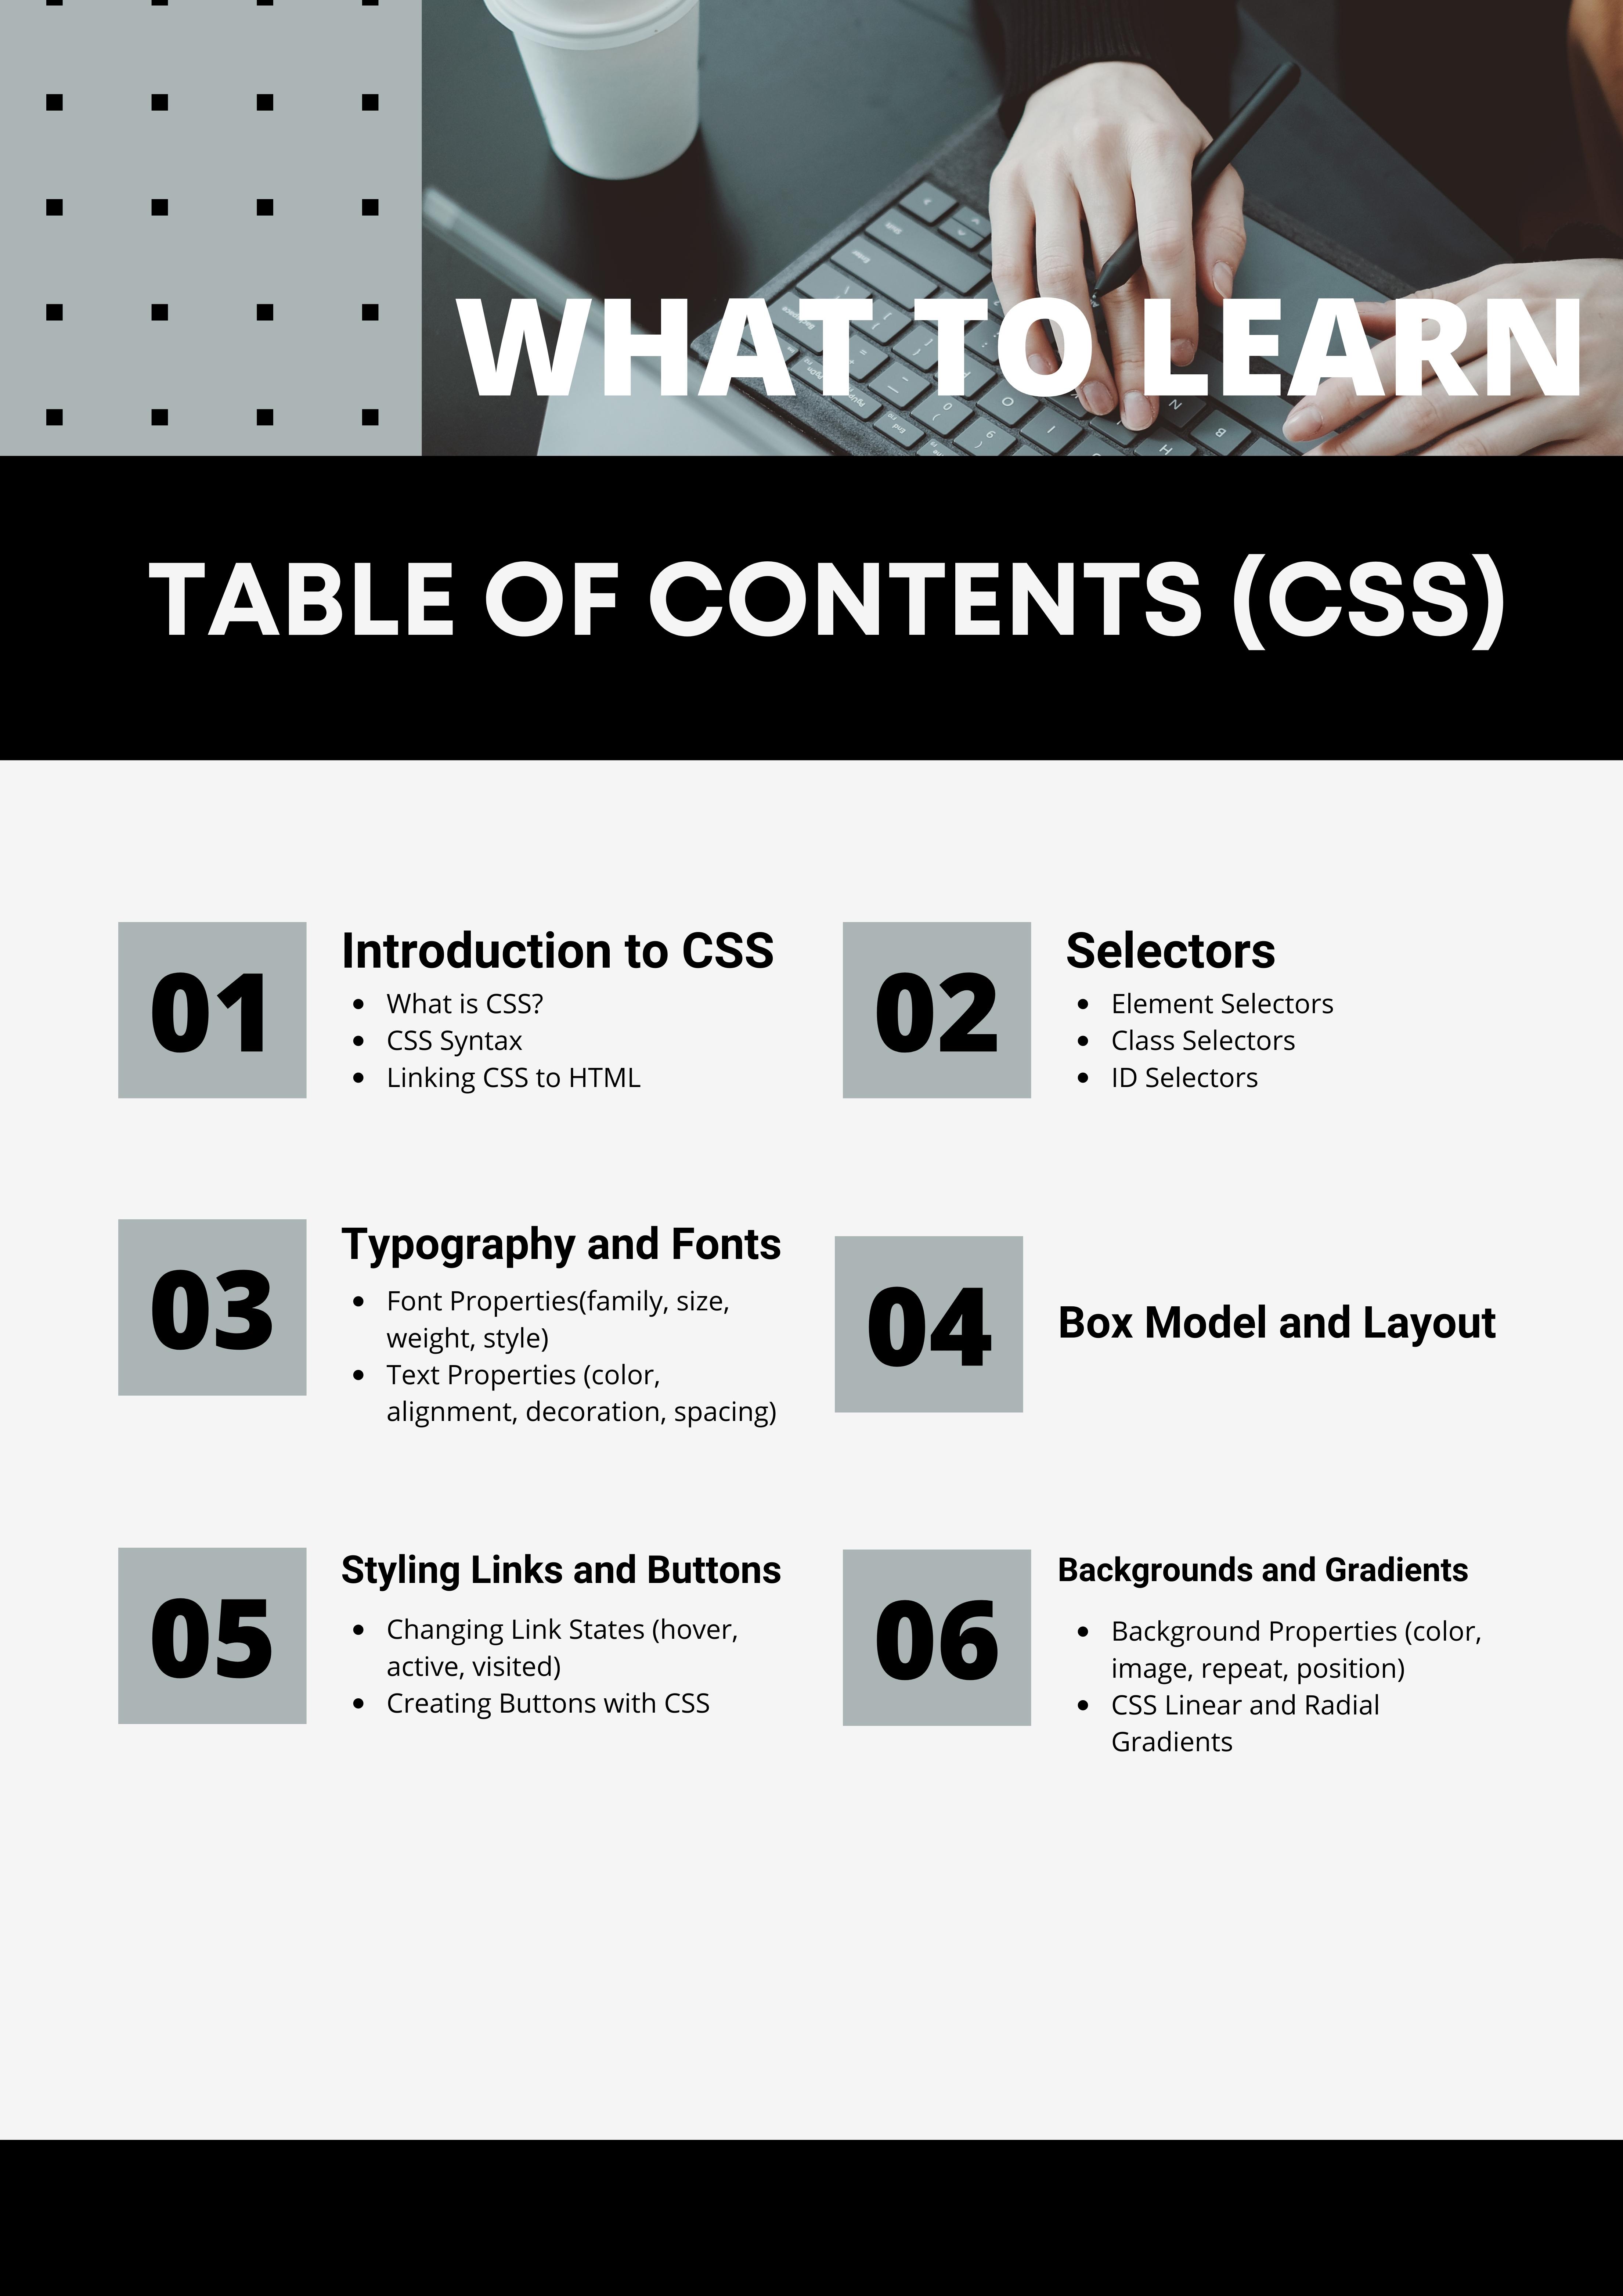 WHAT TO LEARN
TABLE OF CONTENTS (CSS)
01
Introduction to CSS
What is CSS?
CSS Syntax
Linking CSS to HTML
02
Selectors
Element Selectors
Class Selectors
ID Selectors
03
Typography and Fonts
Font Properties(family, size,
weight, style)
Text Properties (color,
alignment, decoration, spacing)
04
Box Model and Layout
05
Styling Links and Buttons
Changing Link States (hover,
active, visited)
Creating Buttons with CSS
06
Backgrounds and Gradients
Background Properties (color,
image, repeat, position)
CSS Linear and Radial
Gradients